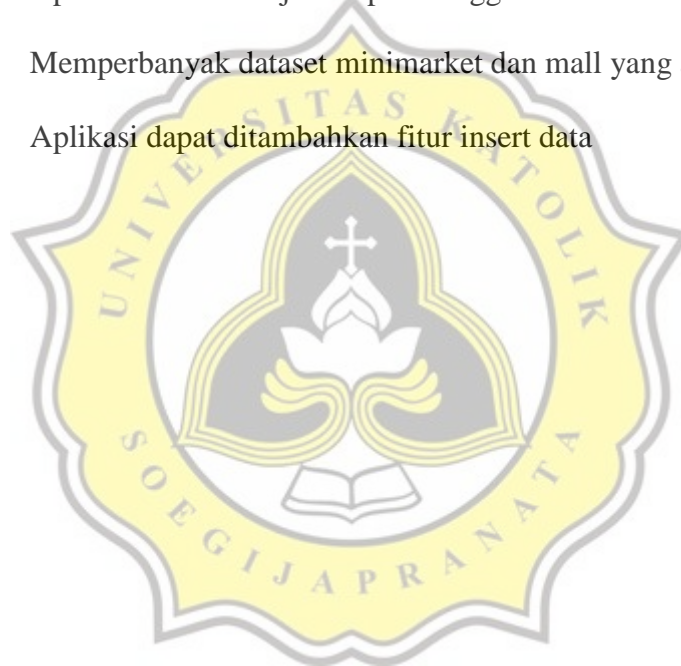 Memperbanyak dataset minimarket dan mall yang
Aplikasi dapat ditambahkan fitur insert data
UNIVERSITAS KATOLIK
SOEGIJAPRANATA